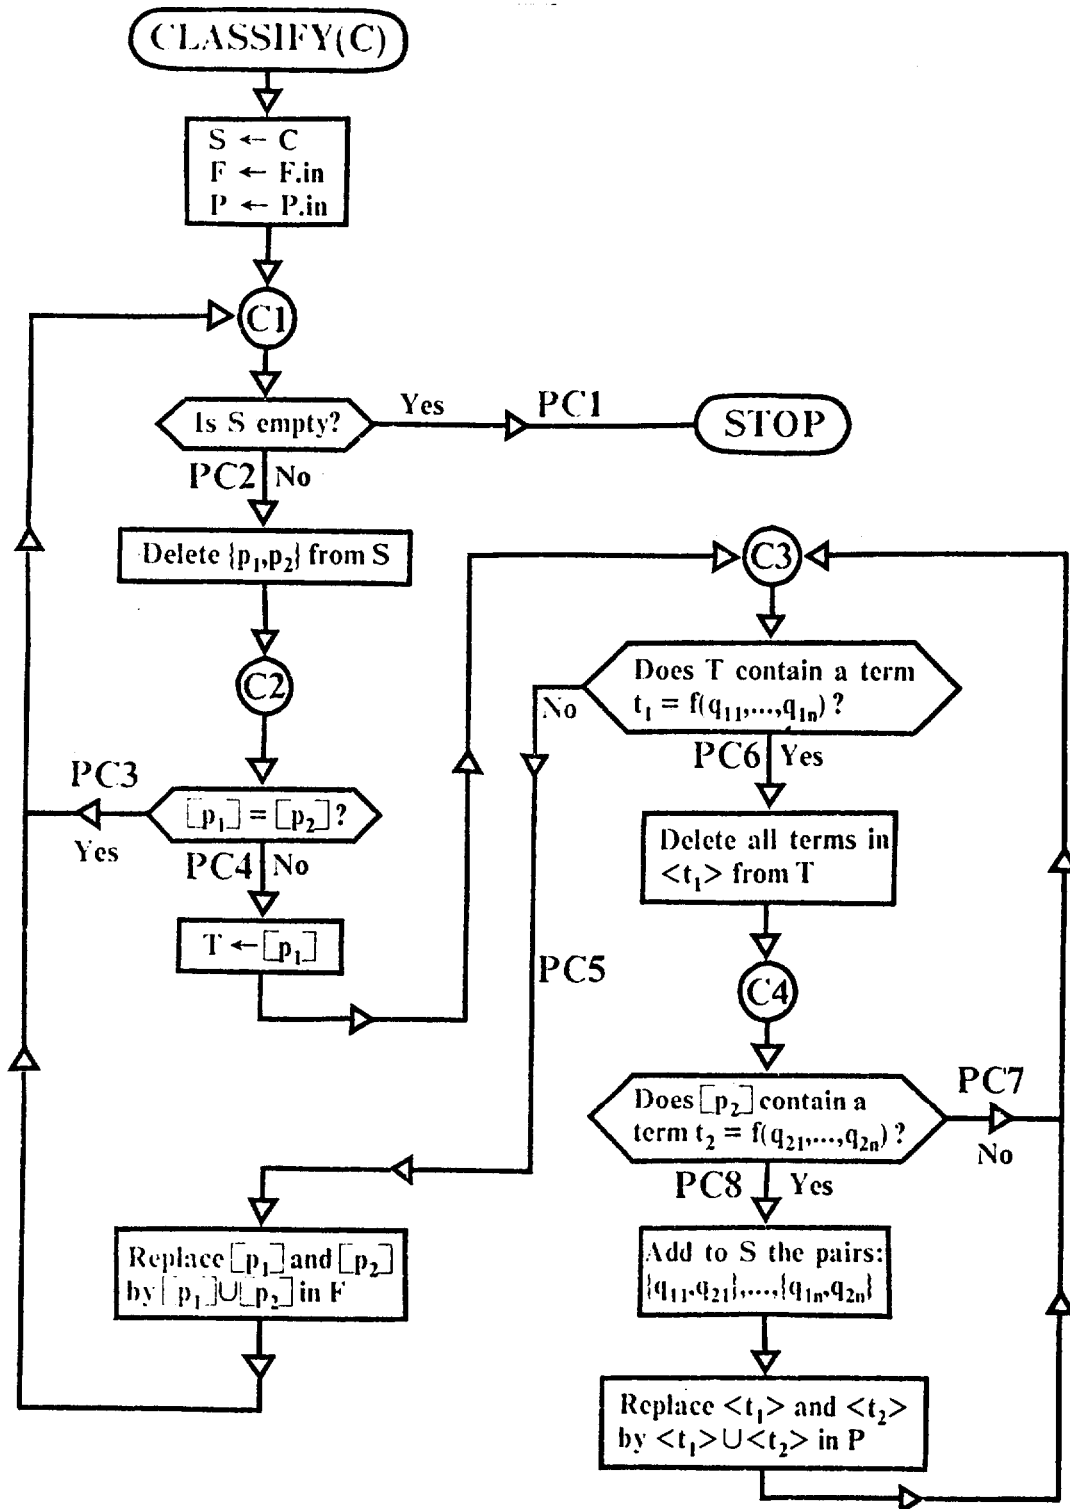 CLASSIFY(C)
S ← C
F ← F.in
P ← P.in
C1
Is S empty?
Yes
PC1
STOP
PC2 No
Delete {p₁,p₂} from S
C2
[p₁] = [p₂]?
PC3
Yes
PC4 No
T ← [p₁]
C3
Does T contain a term
t₁ = f(q₁₁,...,q₁ₙ) ?
No
PC5
PC6 Yes
Delete all terms in
<t₁> from T
C4
Does [p₂] contain a
term t₂ = f(q₂₁,...,q₂ₙ) ?
PC7
No
PC8 Yes
Add to S the pairs:
{q₁₁,q₂₁},...,{q₁ₙ,q₂ₙ}
Replace <t₁> and <t₂>
by <t₁>∪<t₂> in P
Replace [p₁] and [p₂]
by [p₁]∪[p₂] in F